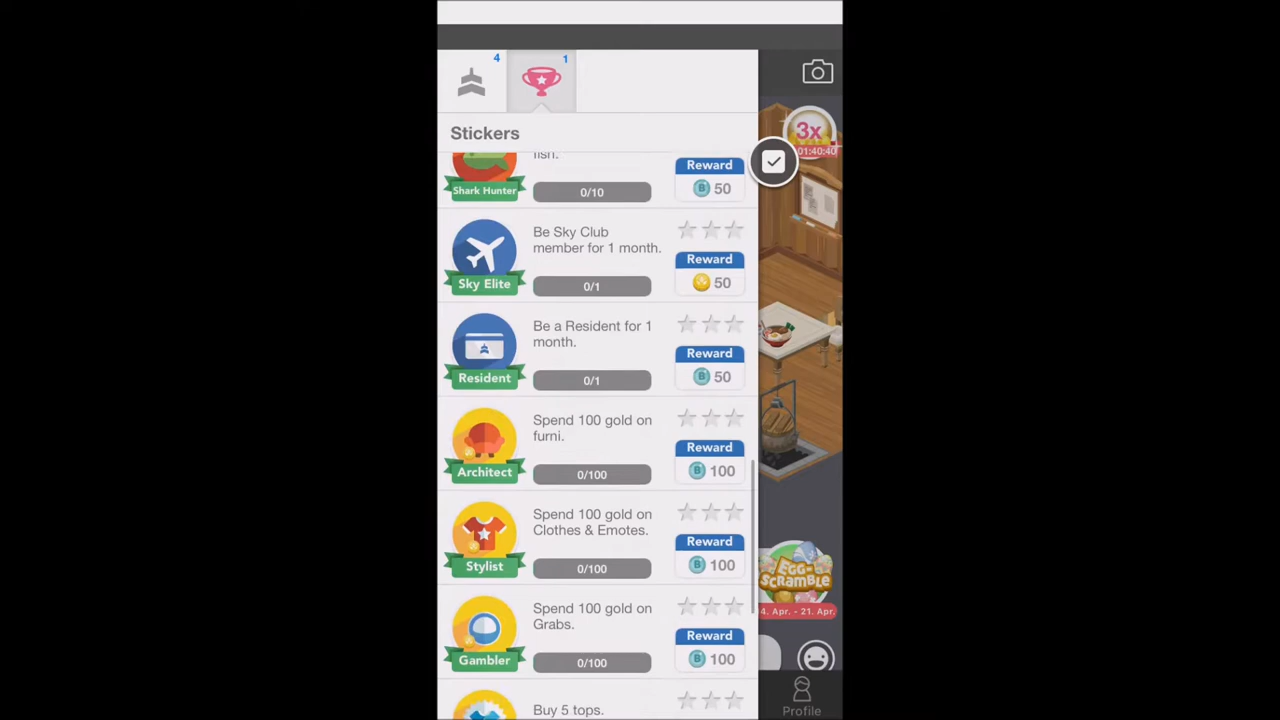 4
1
Stickers
3x
01:40:40
fish.
Shark Hunter
0/10
Reward
B 50
Be Sky Club
member for 1 month.
Sky Elite
0/1
Reward
50
Be a Resident for 1
month.
Resident
0/1
Reward
B 50
Spend 100 gold on
furni.
Architect
0/100
Reward
B 100
Spend 100 gold on
Clothes & Emotes.
Stylist
0/100
Reward
B 100
Spend 100 gold on
Grabs.
Gambler
0/100
Reward
B 100
Buy 5 tops.
EGG-
SCRAMBLE
4. Apr. - 21. Apr.
Profile